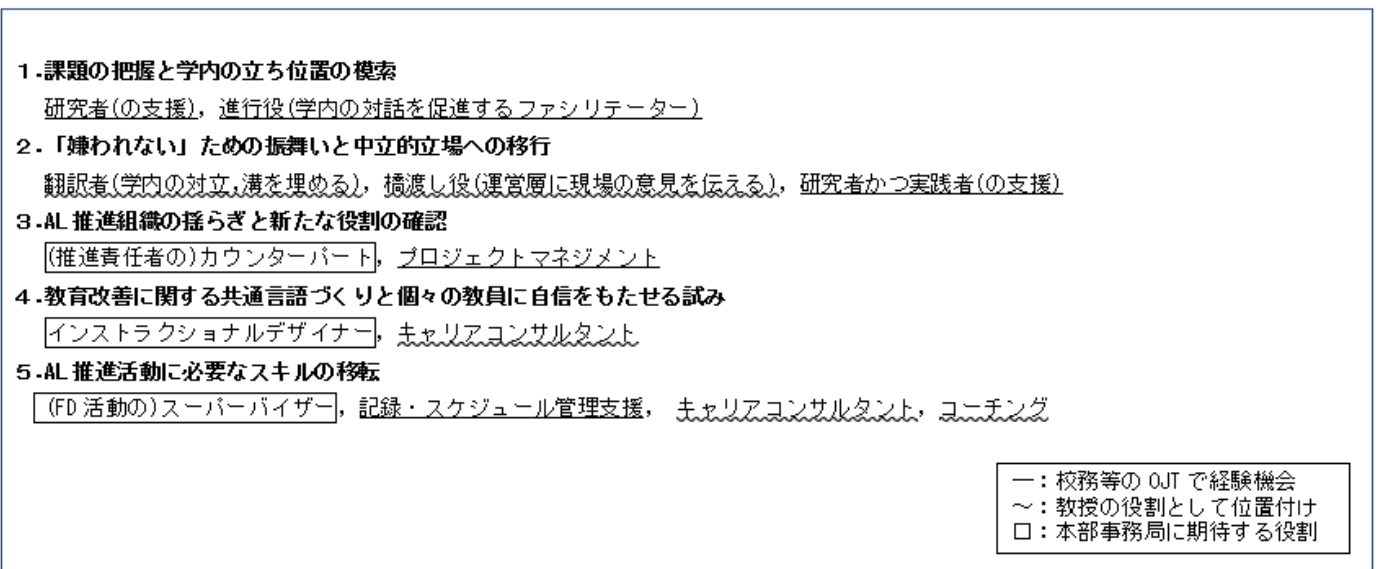 １.課題の把握と学内の立ち位置の模索
研究者(の支援), 進行役(学内の対話を促進するファシリテーター)
２.「嫌われない」ための振舞いと中立的立場への移行
翻訳者(学内の対立,溝を埋める), 橋渡し役(運営層に現場の意見を伝える), 研究者かつ実践者(の支援)
３.AL 推進組織の揺らぎと新たな役割の確認
(推進責任者の)カウンターパート, プロジェクトマネジメント
４.教育改善に関する共通言語づくりと個々の教員に自信をもたせる試み
インストラクショナルデザイナー, キャリアコンサルタント
５.AL 推進活動に必要なスキルの移転
(FD 活動の)スーパーバイザー, 記録・スケジュール管理支援, キャリアコンサルタント, コーチング
―：校務等の OJT で経験機会
～：教授の役割として位置付け
□：本部事務局に期待する役割